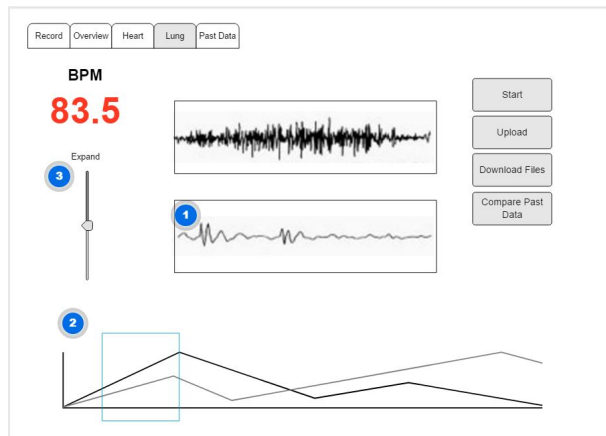 Record Overview Heart Lung Past Data
BPM
83.5
Expand
3
1
2
Start
Upload
Download Files
Compare Past
Data